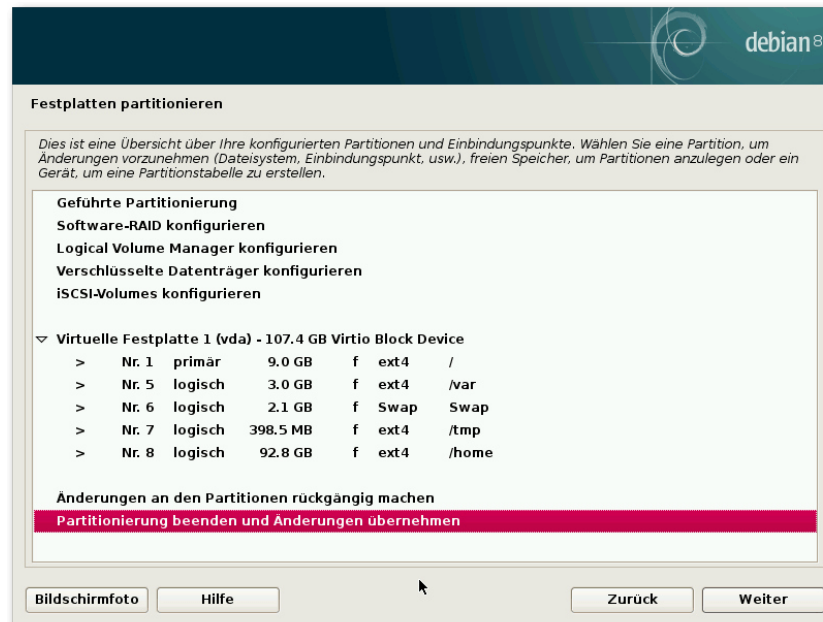 debian 8
Festplatten partitionieren
Dies ist eine Übersicht über Ihre konfigurierten Partitionen und Einbindungspunkte. Wählen Sie eine Partition, um
Änderungen vorzunehmen (Dateisystem, Einbindungspunkt, usw.), freien Speicher, um Partitionen anzulegen oder ein
Gerät, um eine Partitionstabelle zu erstellen.
Geführte Partitionierung
Software-RAID konfigurieren
Logical Volume Manager konfigurieren
Verschlüsselte Datenträger konfigurieren
iSCSI-Volumes konfigurieren
Virtuelle Festplatte 1 (vda) - 107.4 GB Virtio Block Device
> Nr. 1 primär 9.0 GB f ext4 /
> Nr. 5 logisch 3.0 GB f ext4 /var
> Nr. 6 logisch 2.1 GB f Swap Swap
> Nr. 7 logisch 398.5 MB f ext4 /tmp
> Nr. 8 logisch 92.8 GB f ext4 /home
Änderungen an den Partitionen rückgängig machen
Partitionierung beenden und Änderungen übernehmen
Bildschirmfoto Hilfe Zurück Weiter